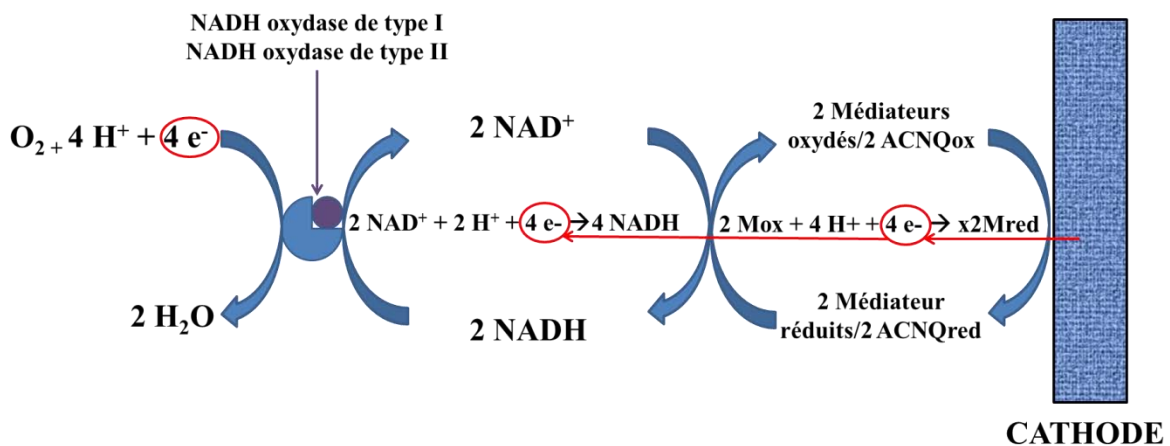 NADH oxydase de type I
NADH oxydase de type II
O₂ + 4 H⁺ + 4 e⁻
2 NAD⁺
2 Médiateurs
oxydés/2 ACNQox
2 NAD⁺ + 2 H⁺ + 4 e- → 4 NADH
2 Mox + 4 H+ + 4 e- → x2Mred
2 H₂O
2 NADH
2 Médiateur
réduits/2 ACNQred
CATHODE